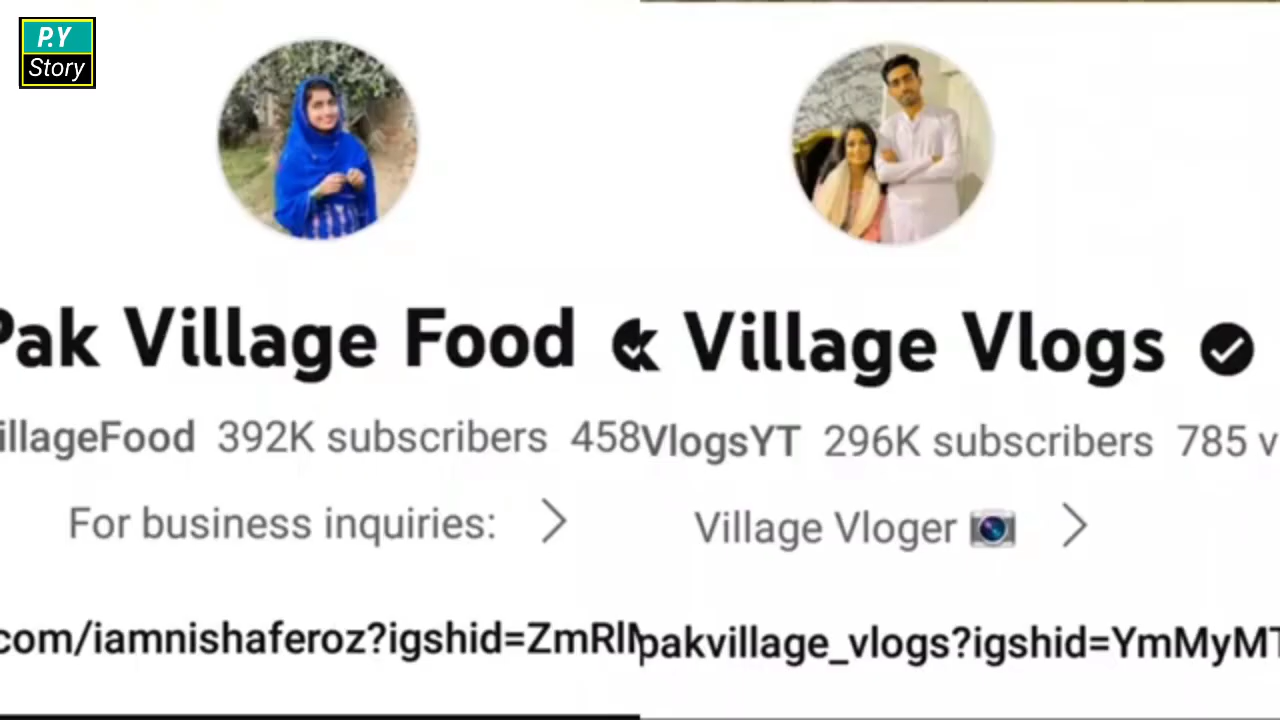 P.Y
Story
Pak Village Food
illageFood 392K subscribers 458
For business inquiries:
com/iamnishaferoz?igshid=ZmRlN
k Village Vlogs
VlogsYT 296K subscribers 785 v
Village Vloger 📷
pakvillage_vlogs?igshid=YmMyMT